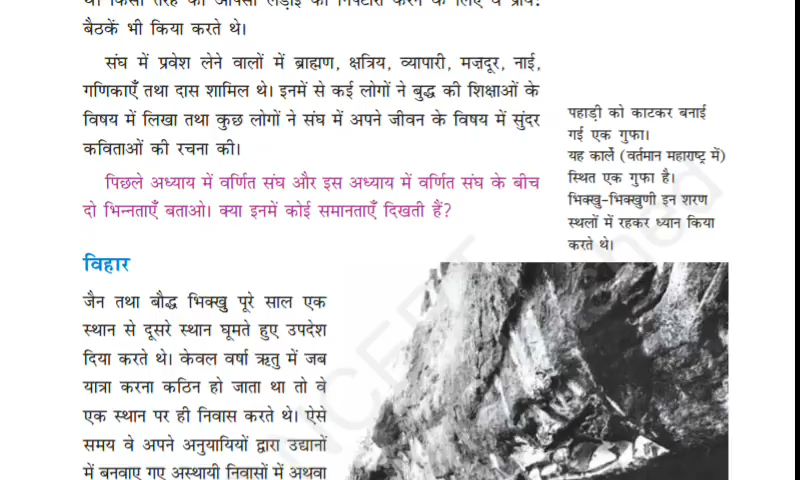 बैठकें भी किया करते थे।
संघ में प्रवेश लेने वालों में ब्राह्मण, क्षत्रिय, व्यापारी, मज़दूर, नाई,
गणिकाएँ तथा दास शामिल थे। इनमें से कई लोगों ने बुद्ध की शिक्षाओं के
विषय में लिखा तथा कुछ लोगों ने संघ में अपने जीवन के विषय में सुंदर
कविताओं की रचना की।
पिछले अध्याय में वर्णित संघ और इस अध्याय में वर्णित संघ के बीच
दो भिन्नताएँ बताओ। क्या इनमें कोई समानताएँ दिखती हैं?
पहाड़ी को काटकर बनाई
गई एक गुफा।
यह कार्ले (वर्तमान महाराष्ट्र में)
स्थित एक गुफा है।
भिक्खु-भिक्खुणी इन शरण
स्थलों में रहकर ध्यान किया
करते थे।
विहार
जैन तथा बौद्ध भिक्खु पूरे साल एक
स्थान से दूसरे स्थान घूमते हुए उपदेश
दिया करते थे। केवल वर्षा ऋतु में जब
यात्रा करना कठिन हो जाता था तो वे
एक स्थान पर ही निवास करते थे। ऐसे
समय वे अपने अनुयायियों द्वारा उद्यानों
में बनवाए गए अस्थायी निवासों में अथवा